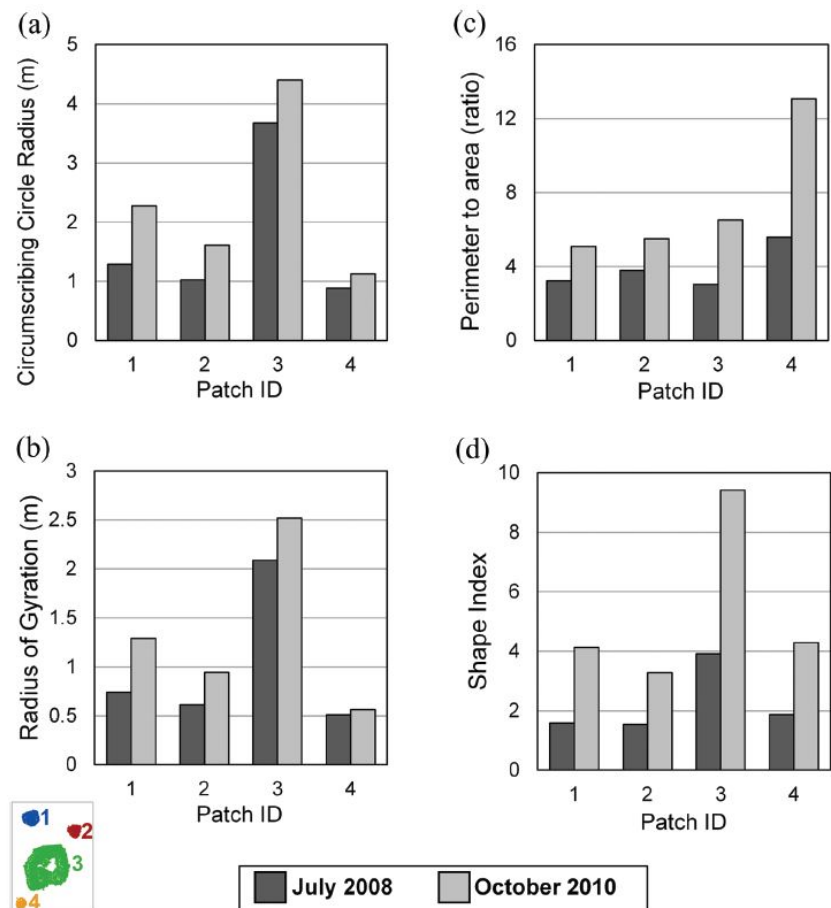 (a)
5
4
3
2
1
0
Circumscribing Circle Radius (m)
1 2 3 4
Patch ID
(c)
16
12
8
4
0
Perimeter to area (ratio)
1 2 3 4
Patch ID
(b)
3
2.5
2
1.5
1
0.5
0
Radius of Gyration (m)
1 2 3 4
Patch ID
(d)
10
8
6
4
2
0
Shape Index
1 2 3 4
Patch ID
1
2
3
4
July 2008 October 2010